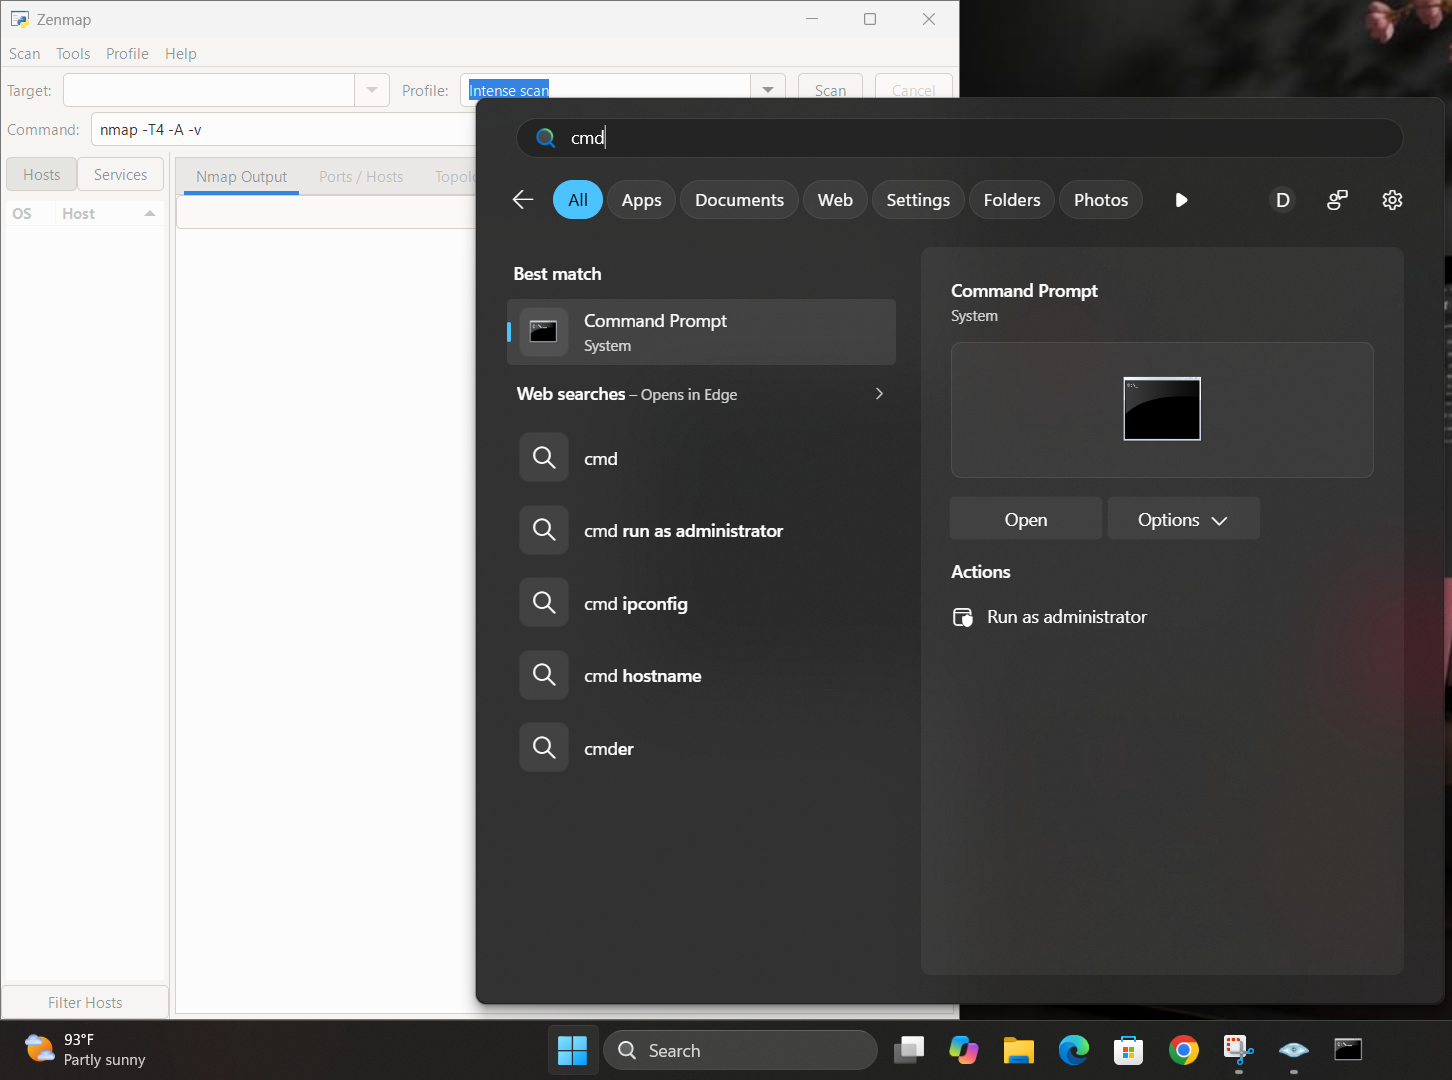 Zenmap
Scan Tools Profile Help
Target: Profile: Intense scan Scan Cancel
Command: nmap -T4 -A -v
Hosts Services
Nmap Output Ports / Hosts
OS Host
Filter Hosts
cmd
All Apps Documents Web Settings Folders Photos D
Best match
Command Prompt
System
Web searches – Opens in Edge
cmd
cmd run as administrator
cmd ipconfig
cmd hostname
cmder
Command Prompt
System
Open Options
Actions
Run as administrator
93°F
Partly sunny
Search